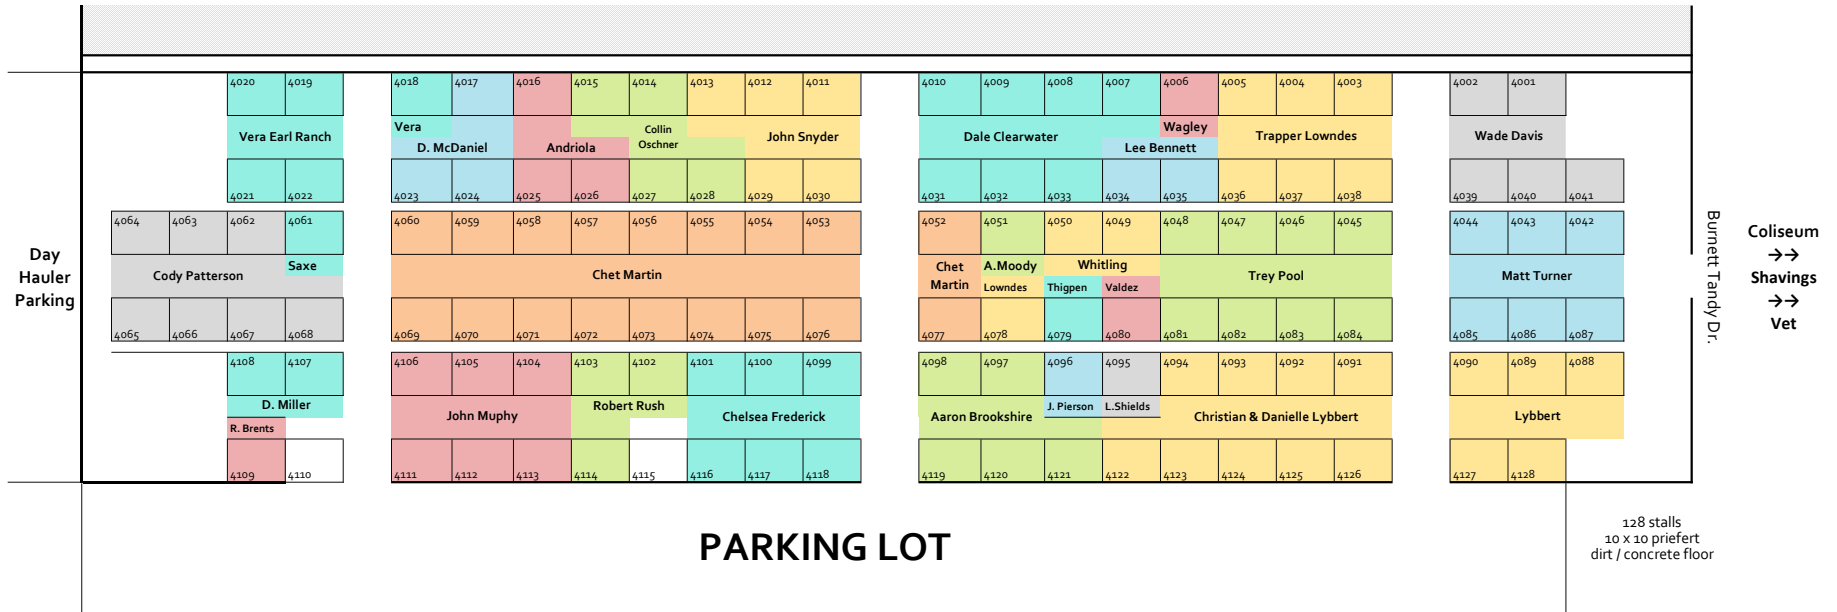 4020 4019 4018 4017 4016 4015 4014 4013 4012 4011 4010 4009 4008 4007 4006 4005 4004 4003 4002 4001
Vera Earl Ranch
Vera
D. McDaniel
Andriola
Collin
Oschner
John Snyder
Dale Clearwater
Wagley
Lee Bennett
Trapper Lowndes
Wade Davis
4021 4022 4023 4024 4025 4026 4027 4028 4029 4030 4031 4032 4033 4034 4035 4036 4037 4038 4039 4040 4041
4064 4063 4062 4061 4060 4059 4058 4057 4056 4055 4054 4053 4052 4051 4050 4049 4048 4047 4046 4045 4044 4043 4042
Day
Hauler
Parking
Cody Patterson
Saxe
Chet Martin
Chet
Martin
A.Moody
Lowndes
Whitling
Thigpen
Valdez
Trey Pool
Matt Turner
Burnett Tandy Dr.
Coliseum
→→
Shavings
→→
Vet
4065 4066 4067 4068 4069 4070 4071 4072 4073 4074 4075 4076 4077 4078 4079 4080 4081 4082 4083 4084 4085 4086 4087
4108 4107 4106 4105 4104 4103 4102 4101 4100 4099 4098 4097 4096 4095 4094 4093 4092 4091 4090 4089 4088
D. Miller
R. Brents
John Muphy
Robert Rush
Chelsea Frederick
Aaron Brookshire
J. Pierson
L.Shields
Christian & Danielle Lybbert
Lybbert
4109 4110 4111 4112 4113 4114 4115 4116 4117 4118 4119 4120 4121 4122 4123 4124 4125 4126 4127 4128
PARKING LOT
128 stalls
10 x 10 priefert
dirt / concrete floor